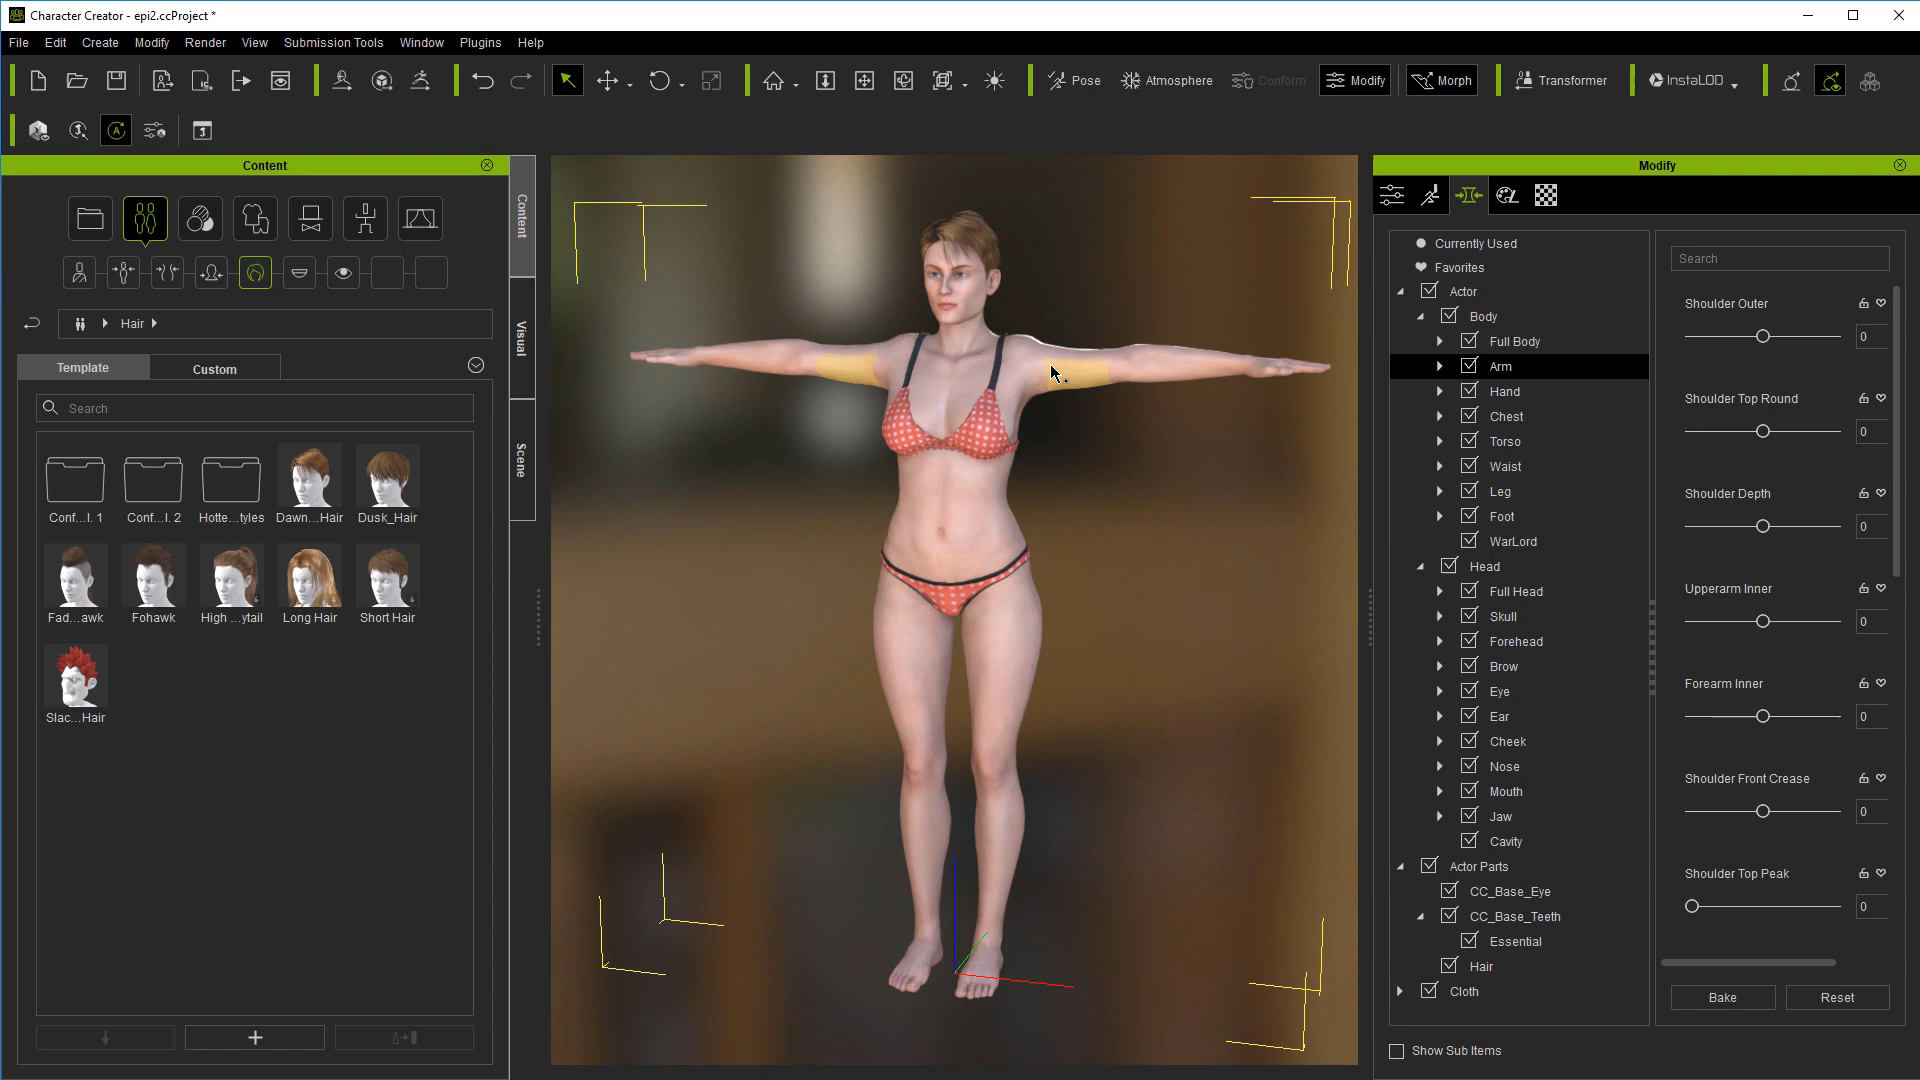 Character Creator - epi2.ccProject *
File Edit Create Modify Render View Submission Tools Window Plugins Help
Pose Atmosphere Conform Modify Morph Transformer InstaLOD
Content
Content
Visual
Scene
Hair
Template Custom
Search
Conf...l. 1 Conf...l. 2 Hotte...tyles Dawn...Hair Dusk_Hair
Fad...awk Fohawk High ...ytail Long Hair Short Hair
Slac...Hair
Modify
Currently Used
Favorites
Actor
Body
Full Body
Arm
Hand
Chest
Torso
Waist
Leg
Foot
WarLord
Head
Full Head
Skull
Forehead
Brow
Eye
Ear
Cheek
Nose
Mouth
Jaw
Cavity
Actor Parts
CC_Base_Eye
CC_Base_Teeth
Essential
Hair
Cloth
Show Sub Items
Search
Shoulder Outer
0
Shoulder Top Round
0
Shoulder Depth
0
Upperarm Inner
0
Forearm Inner
0
Shoulder Front Crease
0
Shoulder Top Peak
0
Bake Reset